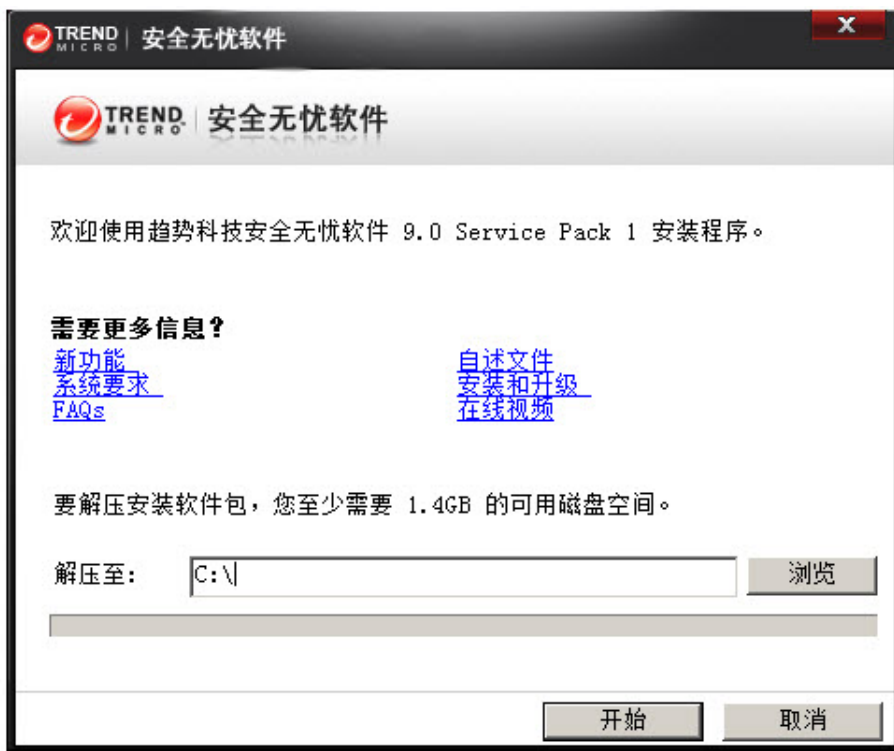 TREND MICRO 安全无忧软件 X
TREND MICRO 安全无忧软件
欢迎使用趋势科技安全无忧软件 9.0 Service Pack 1 安装程序。
需要更多信息？
新功能 自述文件
系统要求 安装和升级
FAQs 在线视频
要解压安装软件包，您至少需要 1.4GB 的可用磁盘空间。
解压至： C:\ 浏览
开始 取消